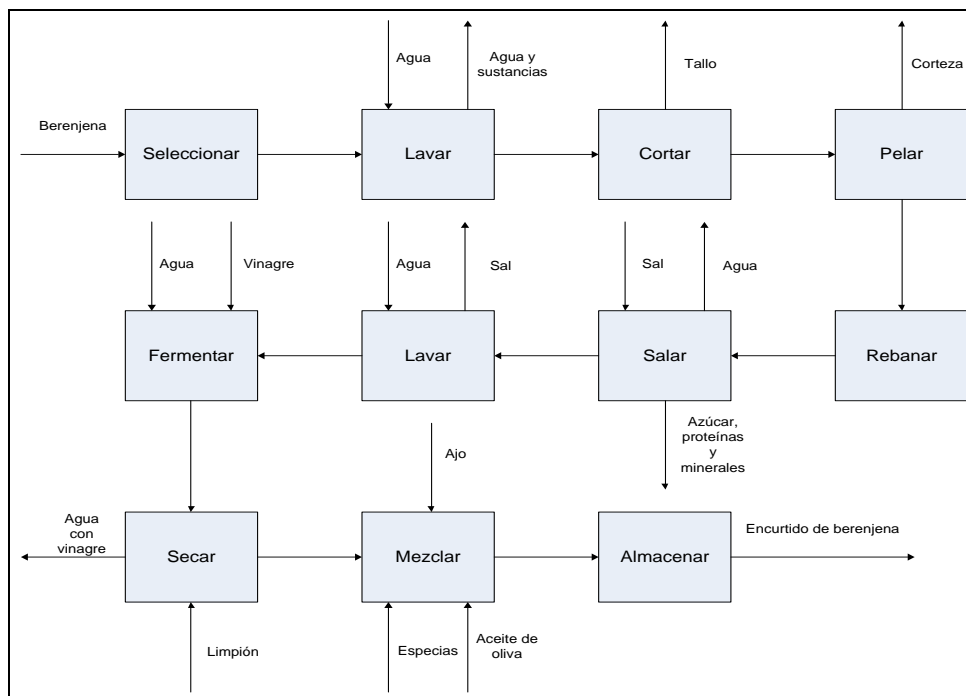 Agua
Agua y
sustancias
Tallo
Corteza
Berenjena
Seleccionar
Lavar
Cortar
Pelar
Agua
Vinagre
Agua
Sal
Sal
Agua
Fermentar
Lavar
Salar
Rebanar
Azúcar,
proteínas
y
minerales
Ajo
Agua
con
vinagre
Secar
Mezclar
Almacenar
Encurtido de berenjena
Limpión
Especias
Aceite de
oliva